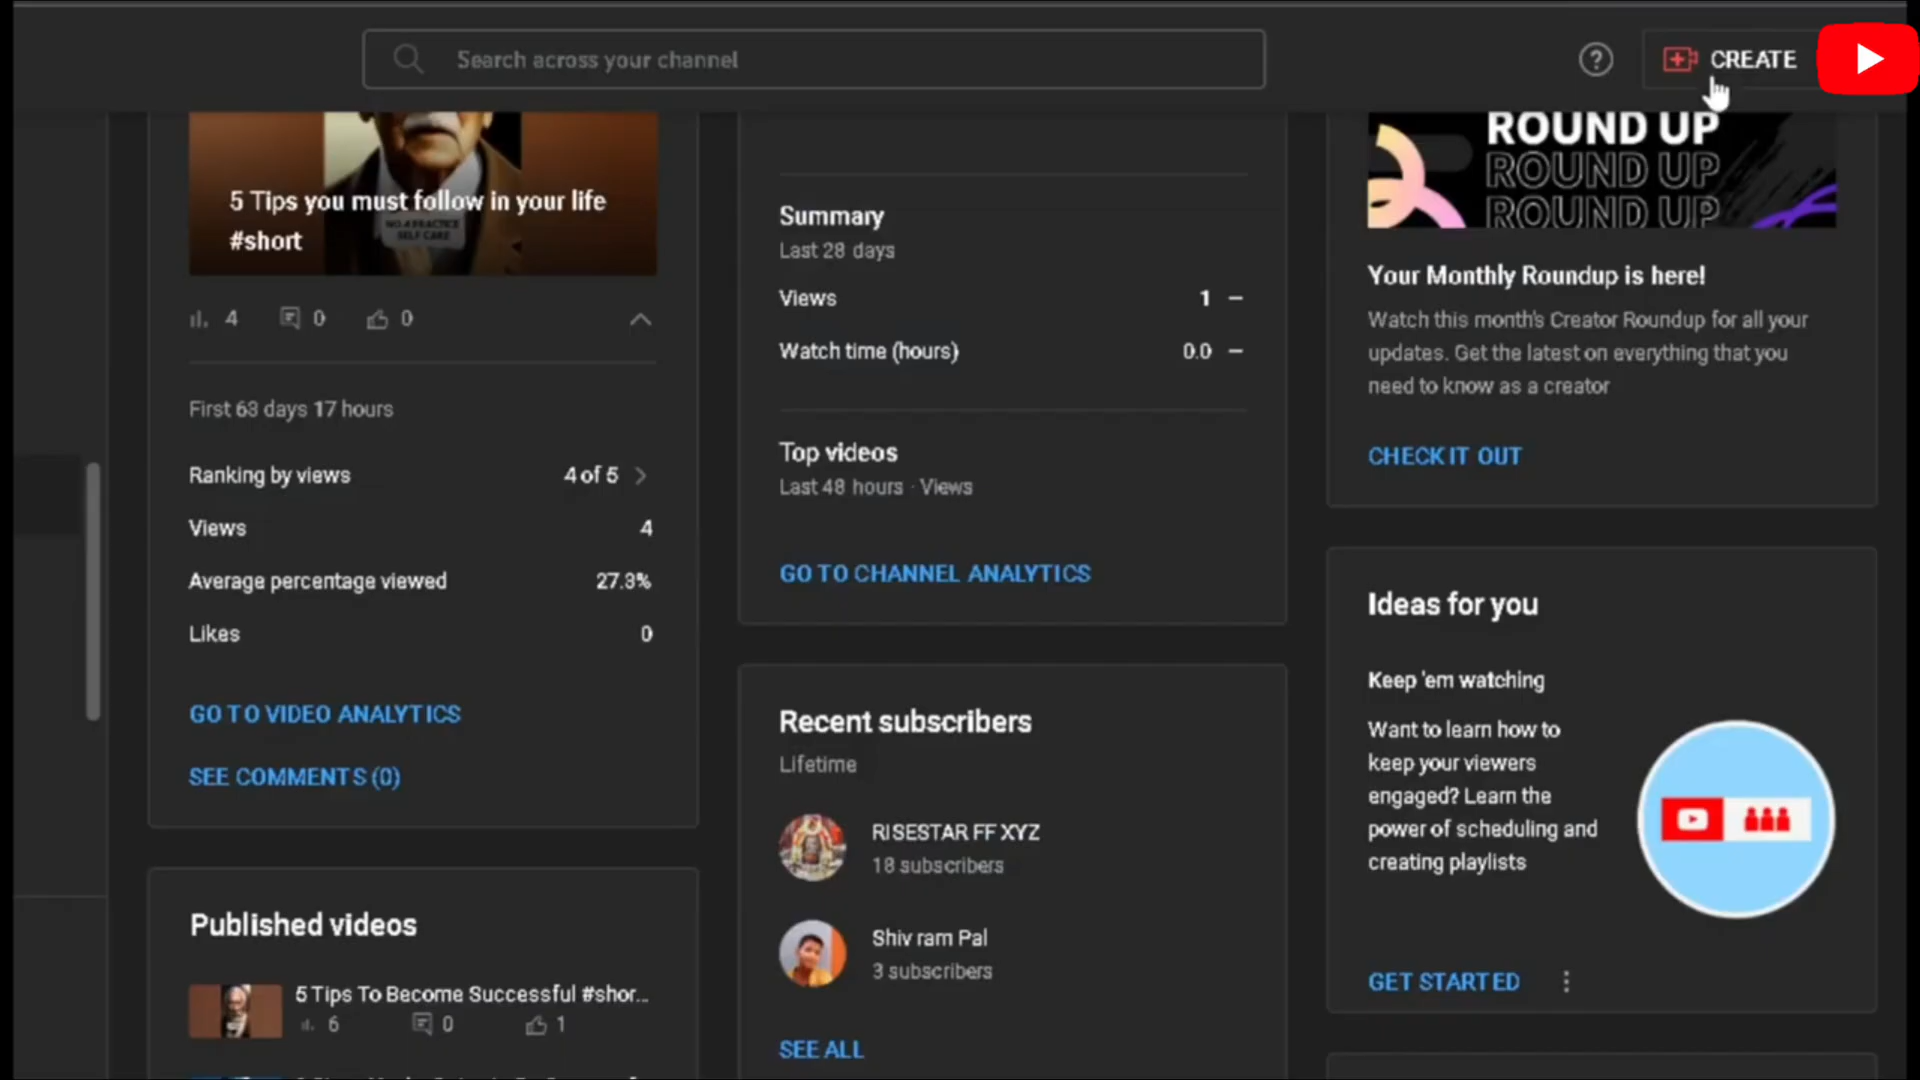 Search across your channel
CREATE
5 Tips you must follow in your life
#short
NO 4 PRACTICE
SELF CARE
4 0 0
First 63 days 17 hours
Ranking by views 4 of 5
Views 4
Average percentage viewed 27.3%
Likes 0
GO TO VIDEO ANALYTICS
SEE COMMENTS (0)
Published videos
5 Tips To Become Successful #shor...
6 0 1
Summary
Last 28 days
Views 1 –
Watch time (hours) 0.0 –
Top videos
Last 48 hours · Views
GO TO CHANNEL ANALYTICS
Recent subscribers
Lifetime
RISESTAR FF XYZ
18 subscribers
Shiv ram Pal
3 subscribers
SEE ALL
ROUND UP
ROUND UP
ROUND UP
Your Monthly Roundup is here!
Watch this month's Creator Roundup for all your
updates. Get the latest on everything that you
need to know as a creator
CHECK IT OUT
Ideas for you
Keep 'em watching
Want to learn how to
keep your viewers
engaged? Learn the
power of scheduling and
creating playlists
GET STARTED